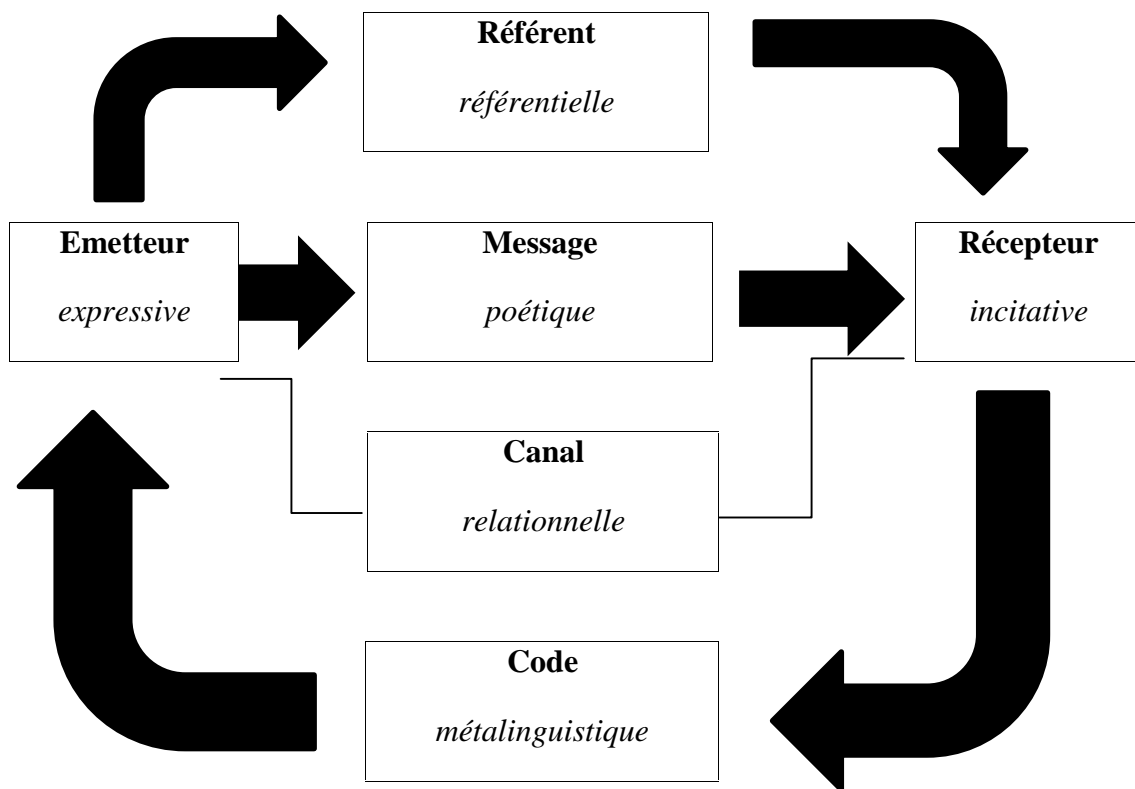 Référent
référentielle
Emetteur
expressive
Message
poétique
Récepteur
incitative
Canal
relationnelle
Code
métalinguistique